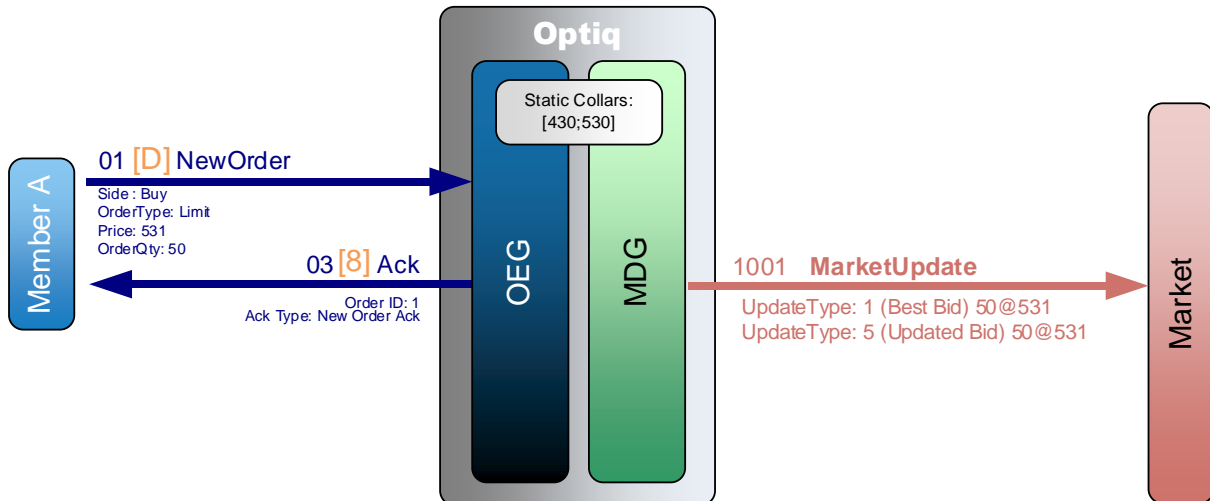 Optiq
Static Collars:
[430;530]
Member A
01 [D] NewOrder
Side : Buy
OrderType: Limit
Price: 531
OrderQty: 50
03 [8] Ack
Order ID: 1
Ack Type: New Order Ack
OEG
MDG
1001 MarketUpdate
UpdateType: 1 (Best Bid) 50@531
UpdateType: 5 (Updated Bid) 50@531
Market